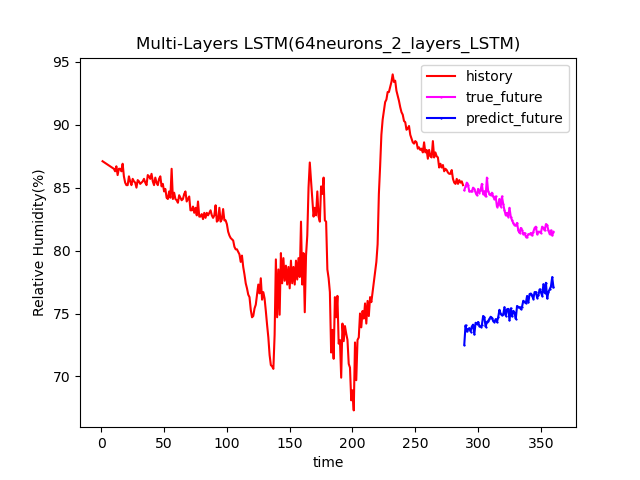 Multi-Layers LSTM(64neurons_2_layers_LSTM)
history
true_future
predict_future
Relative Humidity(%)
95
90
85
80
75
70
0 50 100 150 200 250 300 350
time